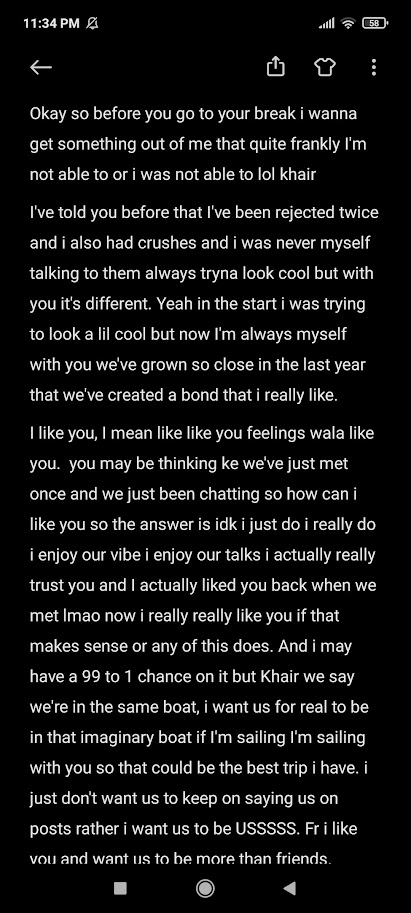 11:34 PM
58
Okay so before you go to your break i wanna
get something out of me that quite frankly I'm
not able to or i was not able to lol khair
I've told you before that I've been rejected twice
and i also had crushes and i was never myself
talking to them always tryna look cool but with
you it's different. Yeah in the start i was trying
to look a lil cool but now I'm always myself
with you we've grown so close in the last year
that we've created a bond that i really like.
I like you, I mean like like you feelings wala like
you.  you may be thinking ke we've just met
once and we just been chatting so how can i
like you so the answer is idk i just do i really do
i enjoy our vibe i enjoy our talks i actually really
trust you and I actually liked you back when we
met lmao now i really really like you if that
makes sense or any of this does. And i may
have a 99 to 1 chance on it but Khair we say
we're in the same boat, i want us for real to be
in that imaginary boat if I'm sailing I'm sailing
with you so that could be the best trip i have. i
just don't want us to keep on saying us on
posts rather i want us to be USSSSS. Fr i like
you and want us to be more than friends.